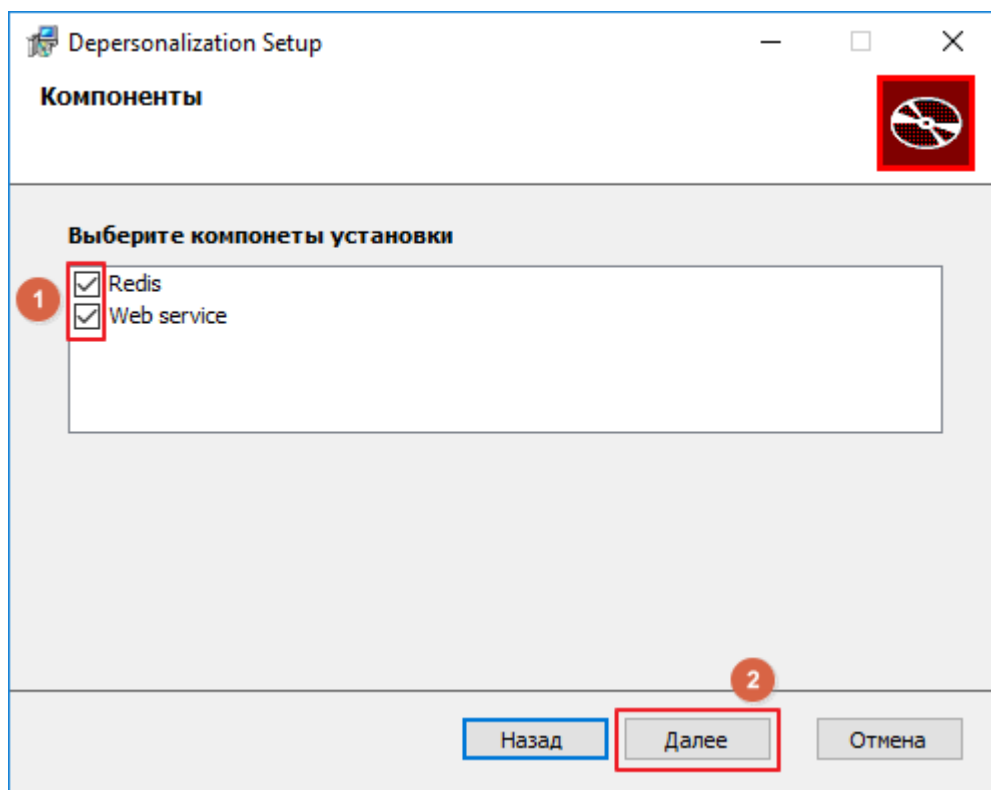 Depersonalization Setup
Компоненты
Выберите компонеты установки
1
Redis
Web service
2
Назад
Далее
Отмена